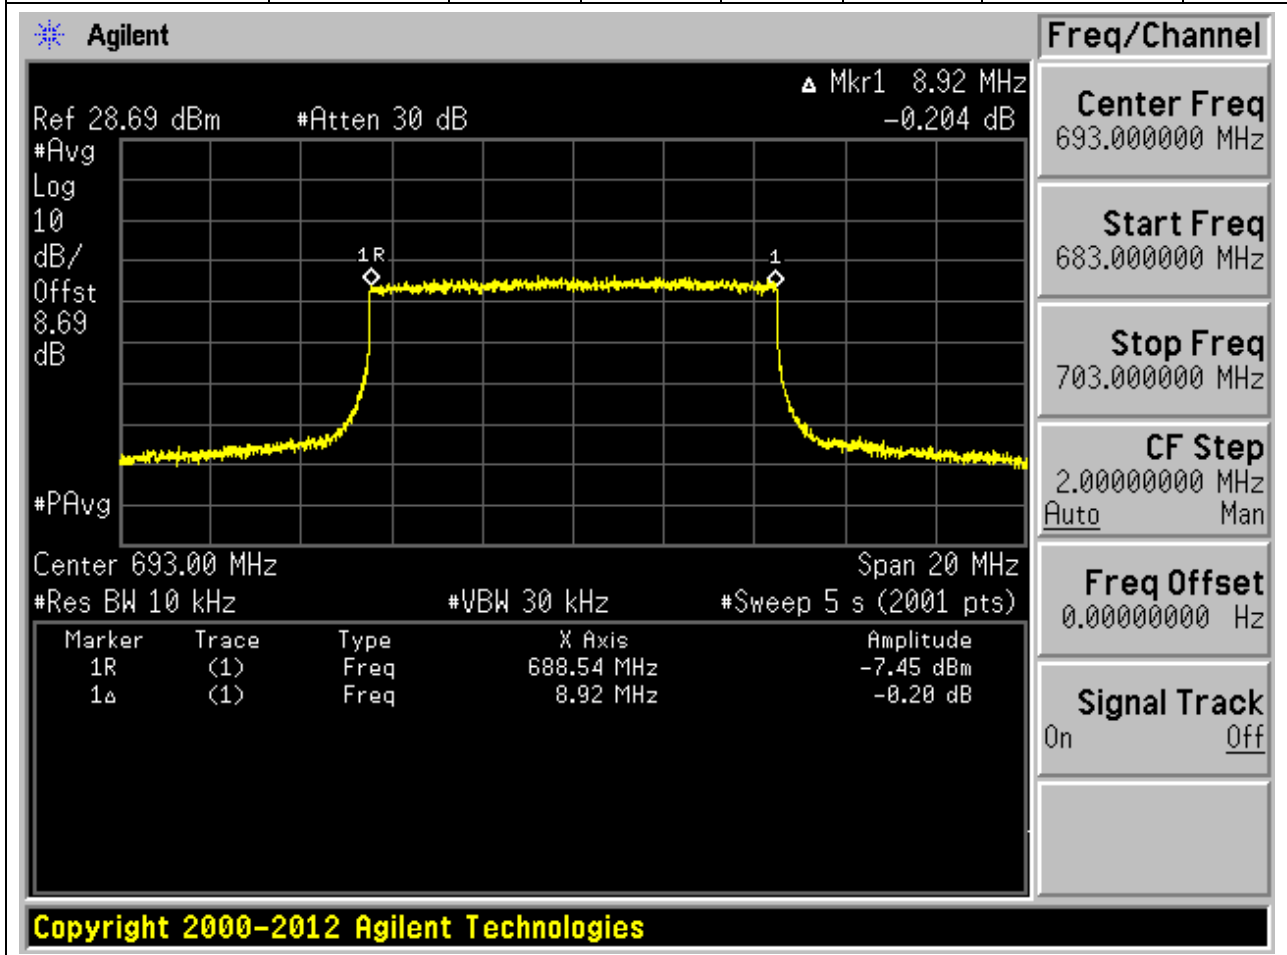 Agilent
Freq/Channel
▵ Mkr1 8.92 MHz
Ref 28.69 dBm #Atten 30 dB -0.204 dB
#Avg
Log
10
dB/
Offst
8.69
dB
1R
1
#PAvg
Center 693.00 MHz Span 20 MHz
#Res BW 10 kHz #VBW 30 kHz #Sweep 5 s (2001 pts)
Marker Trace Type X Axis Amplitude
1R (1) Freq 688.54 MHz -7.45 dBm
1▵ (1) Freq 8.92 MHz -0.20 dB
Center Freq
693.000000 MHz
Start Freq
683.000000 MHz
Stop Freq
703.000000 MHz
CF Step
2.00000000 MHz
Auto Man
Freq Offset
0.00000000 Hz
Signal Track
On Off
Copyright 2000-2012 Agilent Technologies